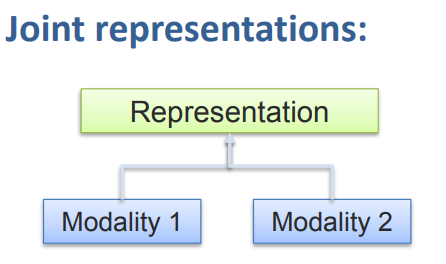 Joint representations:
Representation
Modality 1
Modality 2